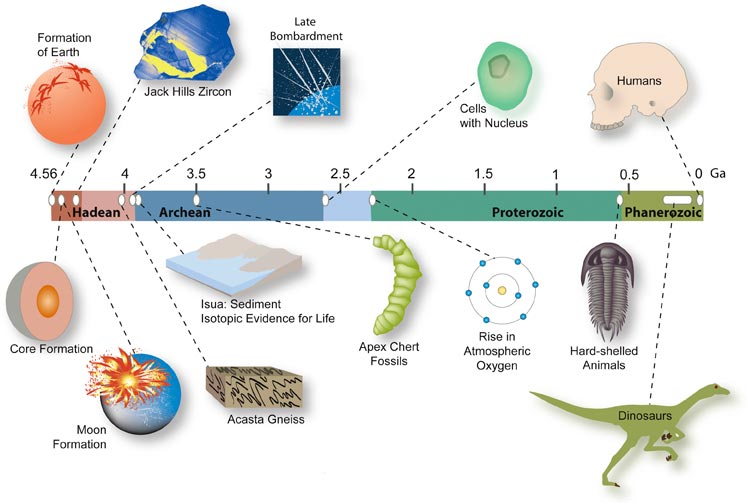 Formation
of Earth
Jack Hills Zircon
Late
Bombardment
Cells
with Nucleus
Humans
4.56
4
3.5
3
2.5
2
1.5
1
0.5
0
Ga
Hadean
Archean
Proterozoic
Phanerozoic
Core Formation
Moon
Formation
Isua: Sediment
Isotopic Evidence for Life
Acasta Gneiss
Apex Chert
Fossils
Rise in
Atmospheric
Oxygen
Hard-shelled
Animals
Dinosaurs